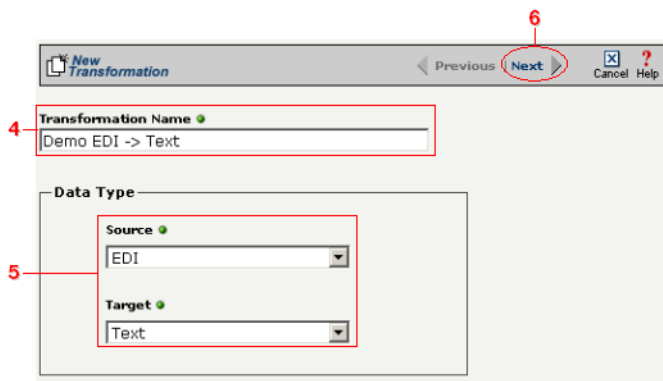 6
New
Transformation
Previous Next
Cancel Help
4
Transformation Name
Demo EDI -> Text
Data Type
Source
EDI
5
Target
Text